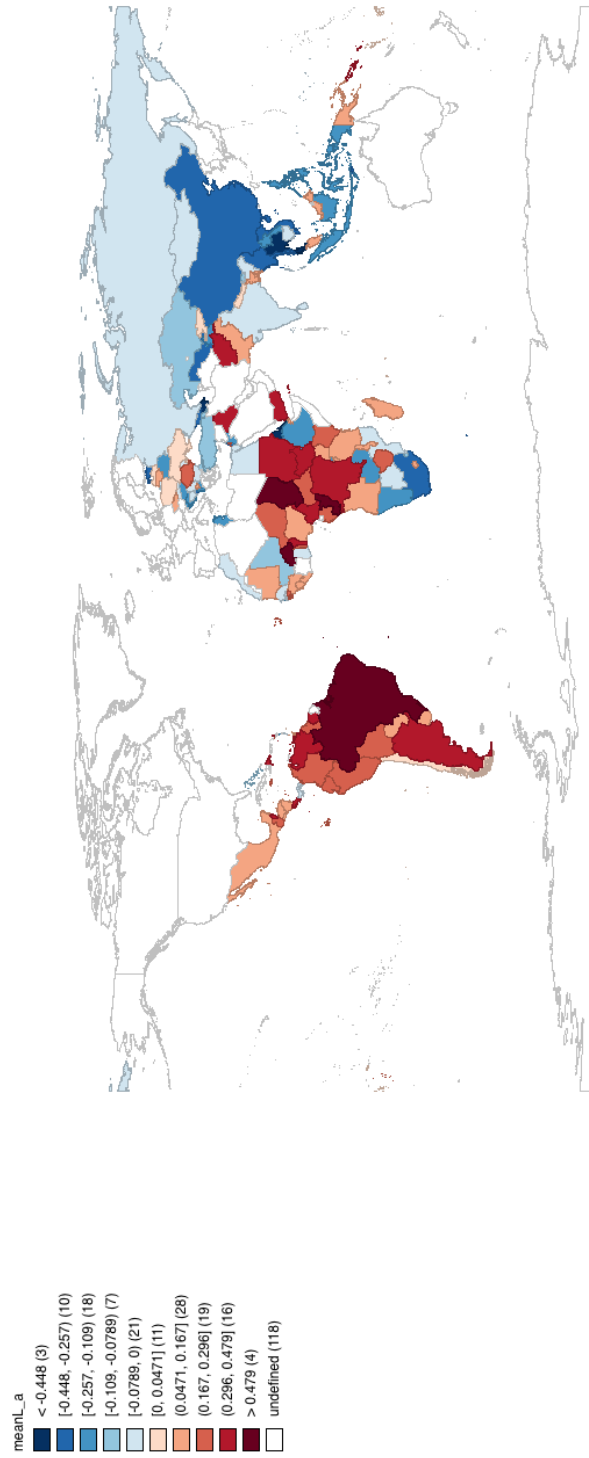 meanL_a
< -0.448 (3)
[-0.448, -0.257) (10)
[-0.257, -0.109) (18)
[-0.109, -0.0789) (7)
[-0.0789, 0) (21)
[0, 0.0471] (11)
(0.0471, 0.167] (28)
(0.167, 0.296] (19)
(0.296, 0.479] (16)
> 0.479 (4)
undefined (118)